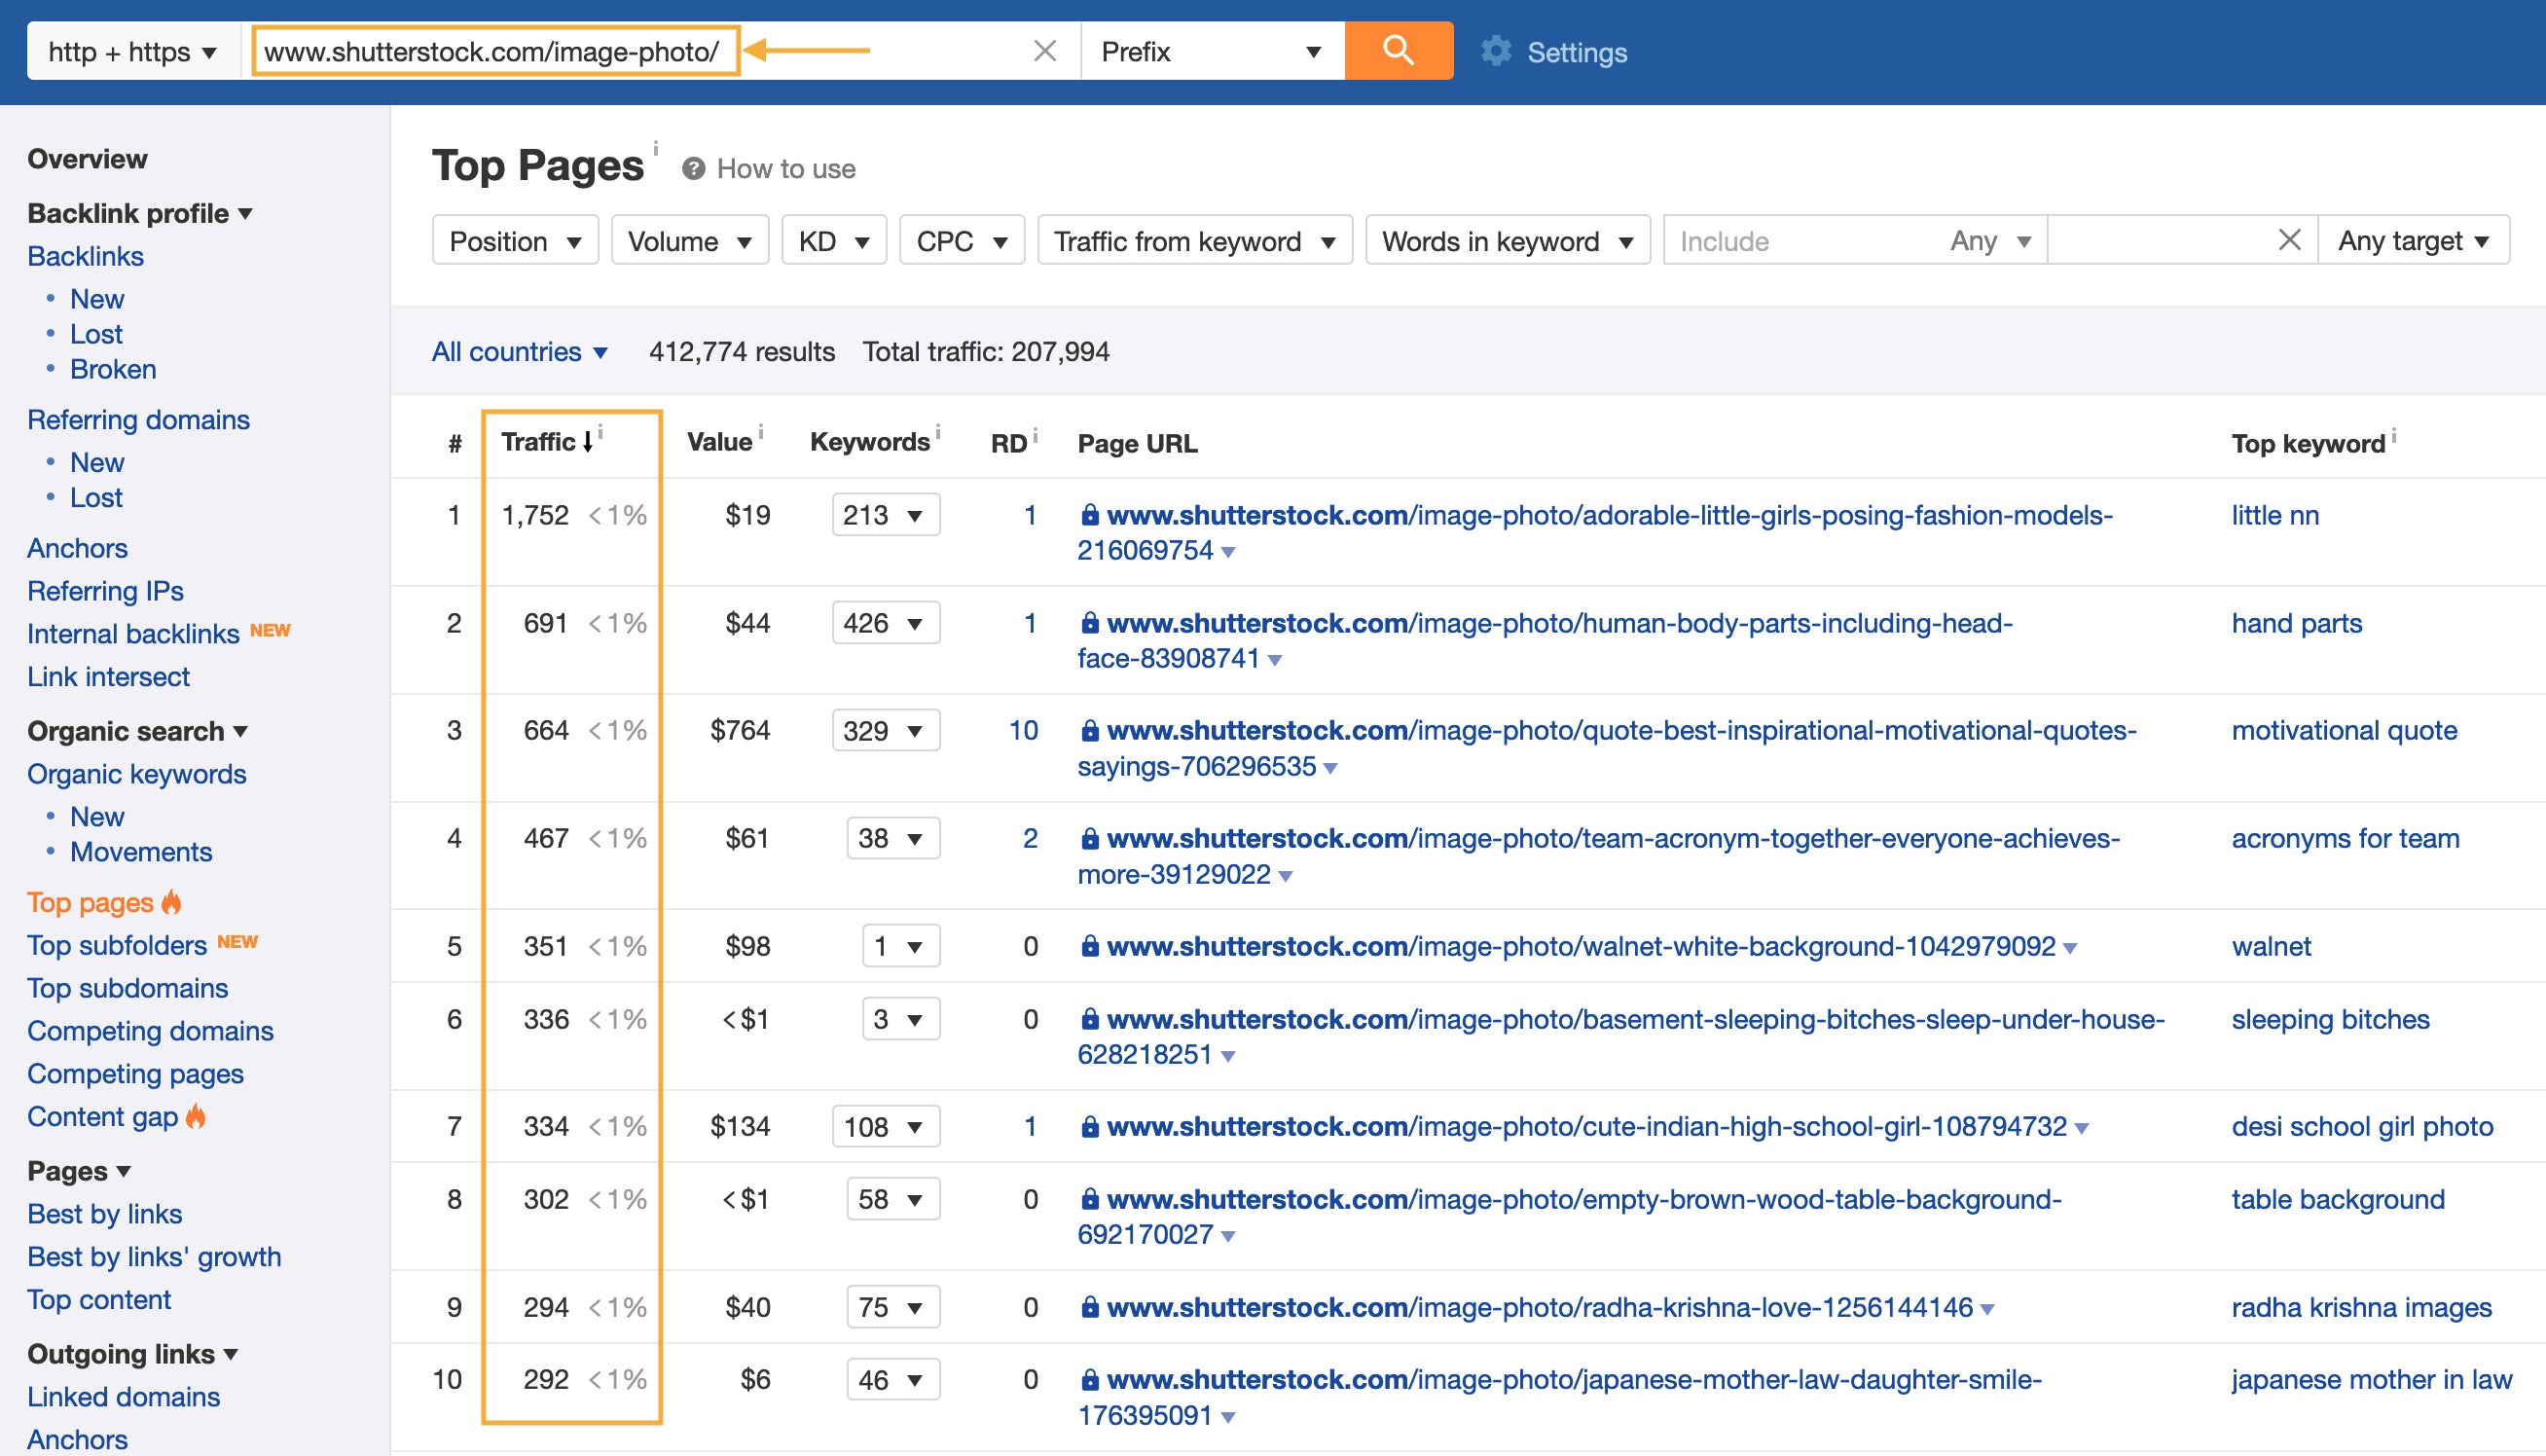 http + https ▼ www.shutterstock.com/image-photo/ × Prefix ▼ Settings
Overview
Backlink profile ▼
Backlinks
• New
• Lost
• Broken
Referring domains
• New
• Lost
Anchors
Referring IPs
Internal backlinks NEW
Link intersect
Organic search ▼
Organic keywords
• New
• Movements
Top pages
Top subfolders NEW
Top subdomains
Competing domains
Competing pages
Content gap
Pages ▼
Best by links
Best by links' growth
Top content
Outgoing links ▼
Linked domains
Anchors
Top Pages i ? How to use
Position ▼ Volume ▼ KD ▼ CPC ▼ Traffic from keyword ▼ Words in keyword ▼ Include Any ▼ × Any target ▼
All countries ▼ 412,774 results Total traffic: 207,994
# Traffic ↓ i Value i Keywords i RD i Page URL Top keyword i
1 1,752 <1% $19 213 ▼ 1 www.shutterstock.com/image-photo/adorable-little-girls-posing-fashion-models- little nn
216069754 ▼
2 691 <1% $44 426 ▼ 1 www.shutterstock.com/image-photo/human-body-parts-including-head- hand parts
face-83908741 ▼
3 664 <1% $764 329 ▼ 10 www.shutterstock.com/image-photo/quote-best-inspirational-motivational-quotes- motivational quote
sayings-706296535 ▼
4 467 <1% $61 38 ▼ 2 www.shutterstock.com/image-photo/team-acronym-together-everyone-achieves- acronyms for team
more-39129022 ▼
5 351 <1% $98 1 ▼ 0 www.shutterstock.com/image-photo/walnet-white-background-1042979092 ▼ walnet
6 336 <1% <$1 3 ▼ 0 www.shutterstock.com/image-photo/basement-sleeping-bitches-sleep-under-house- sleeping bitches
628218251 ▼
7 334 <1% $134 108 ▼ 1 www.shutterstock.com/image-photo/cute-indian-high-school-girl-108794732 ▼ desi school girl photo
8 302 <1% <$1 58 ▼ 0 www.shutterstock.com/image-photo/empty-brown-wood-table-background- table background
692170027 ▼
9 294 <1% $40 75 ▼ 0 www.shutterstock.com/image-photo/radha-krishna-love-1256144146 ▼ radha krishna images
10 292 <1% $6 46 ▼ 0 www.shutterstock.com/image-photo/japanese-mother-law-daughter-smile- japanese mother in law
176395091 ▼